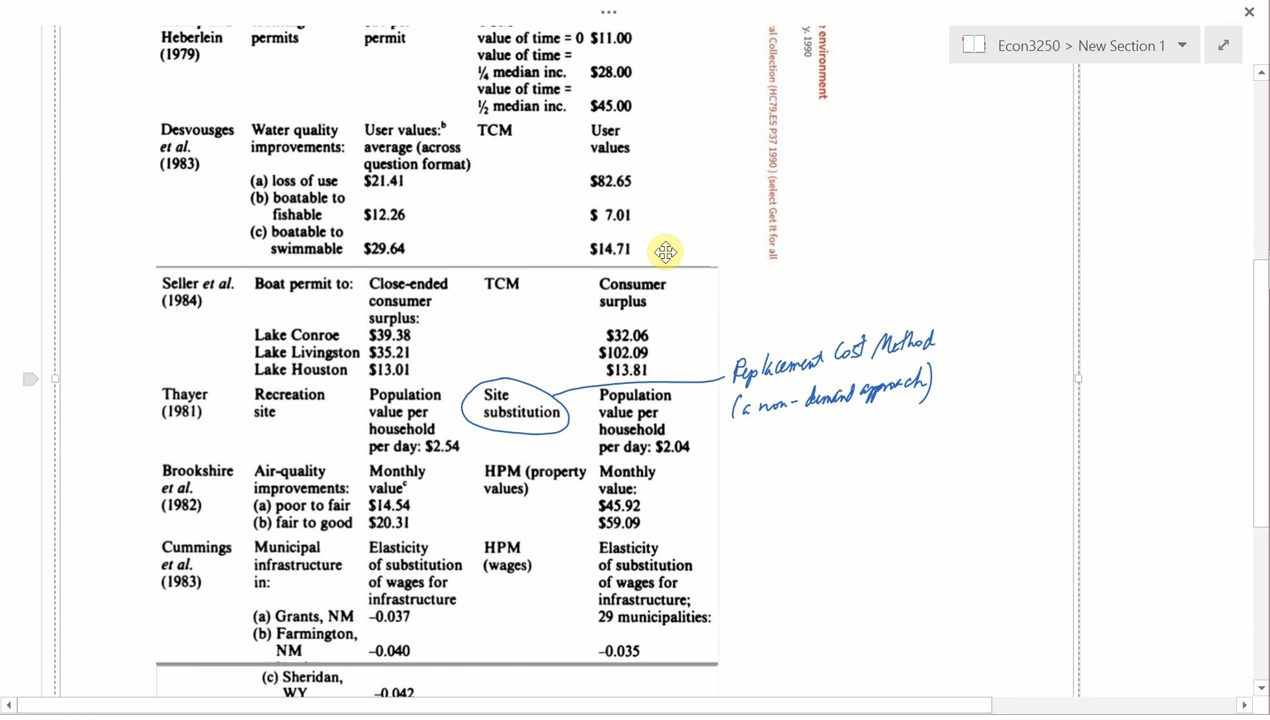 Econ3250 > New Section 1
permits
permit
value of time = 0 $11.00
Heberlein
(1979)
value of time =
¼ median inc. $28.00
value of time =
½ median inc. $45.00
Desvousges Water quality User values:ᵇ TCM User
et al. improvements: average (across values
(1983) question format)
(a) loss of use $21.41 $82.65
(b) boatable to
fishable $12.26 $ 7.01
(c) boatable to
swimmable $29.64 $14.71
Seller et al. Boat permit to: Close-ended TCM Consumer
(1984) consumer surplus
surplus:
Lake Conroe $39.38 $32.06
Lake Livingston $35.21 $102.09
Lake Houston $13.01 $13.81
Thayer Recreation Population Site Population
(1981) site value per substitution value per
household household
per day: $2.54 per day: $2.04
Brookshire Air-quality Monthly HPM (property Monthly
et al. improvements: valueᶜ values) value:
(1982) (a) poor to fair $14.54 $45.92
(b) fair to good $20.31 $59.09
Cummings Municipal Elasticity HPM Elasticity
et al. infrastructure of substitution (wages) of substitution
(1983) in: of wages for of wages for
infrastructure infrastructure;
(a) Grants, NM –0.037 29 municipalities:
(b) Farmington,
NM –0.040 –0.035
(c) Sheridan,
WY –0.042
Replacement Cost Method
(a non-demand approach)
environment
y. 1990
al Collection (HC79.E5 P37 1990 ) (select Get It for all